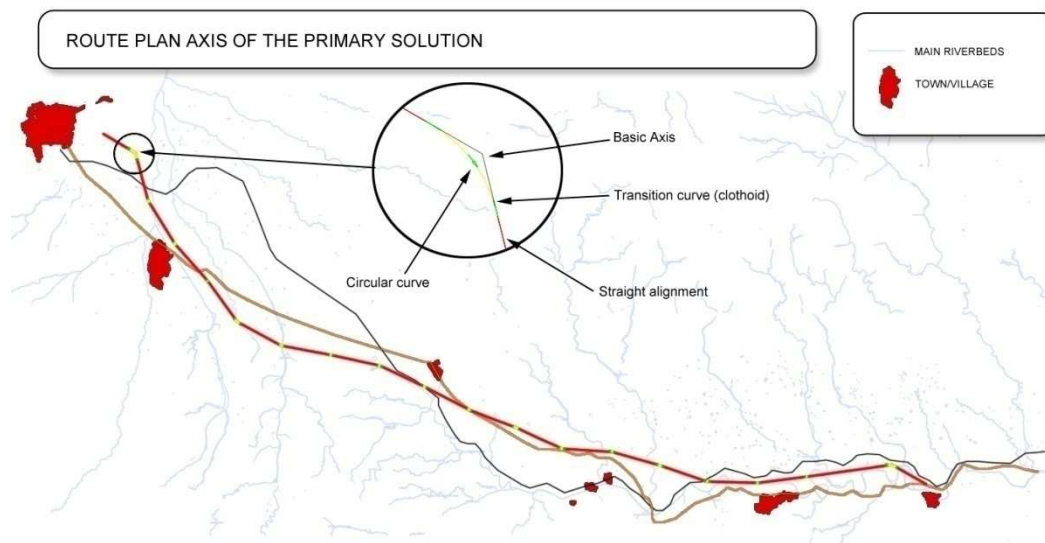 ROUTE PLAN AXIS OF THE PRIMARY SOLUTION
MAIN RIVERBEDS
TOWN/VILLAGE
Basic Axis
Transition curve (clothoid)
Circular curve
Straight alignment